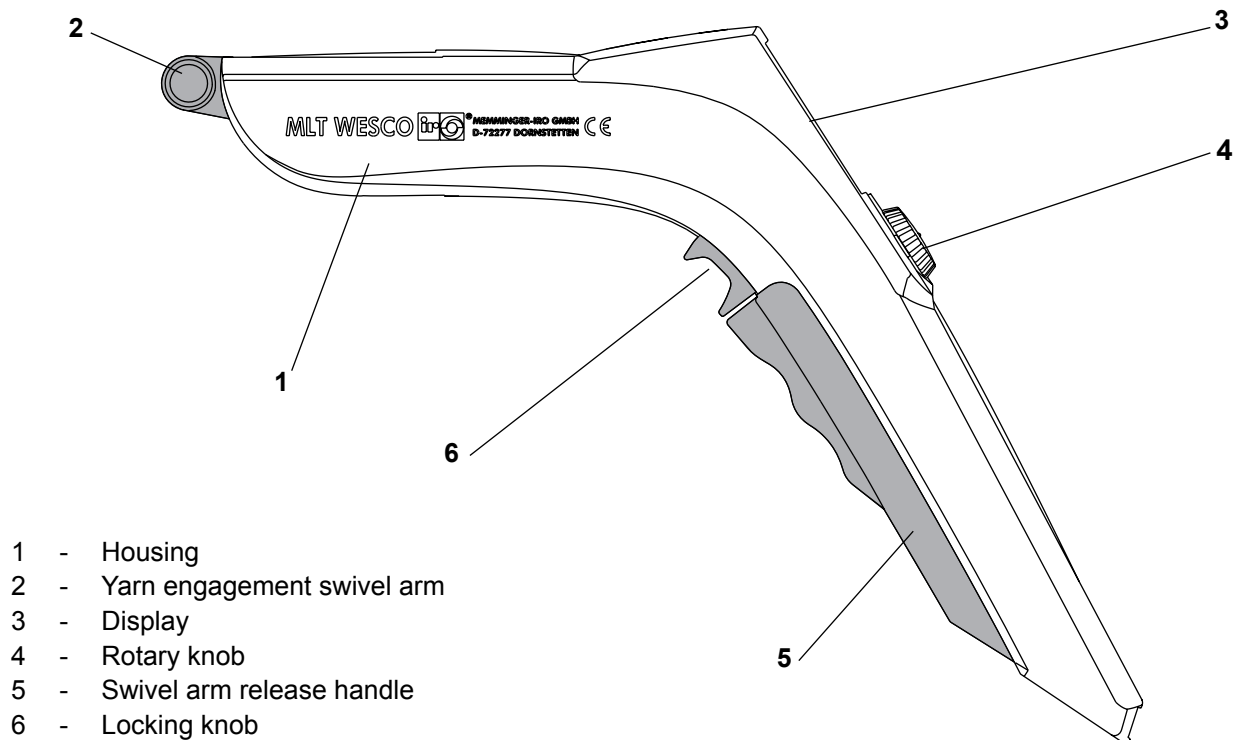 2
3
MLT WESCO iro ® MEMMINGER-IRO GMBH
D-72277 DORNSTETTEN CE
4
1
6
5
1 - Housing
2 - Yarn engagement swivel arm
3 - Display
4 - Rotary knob
5 - Swivel arm release handle
6 - Locking knob